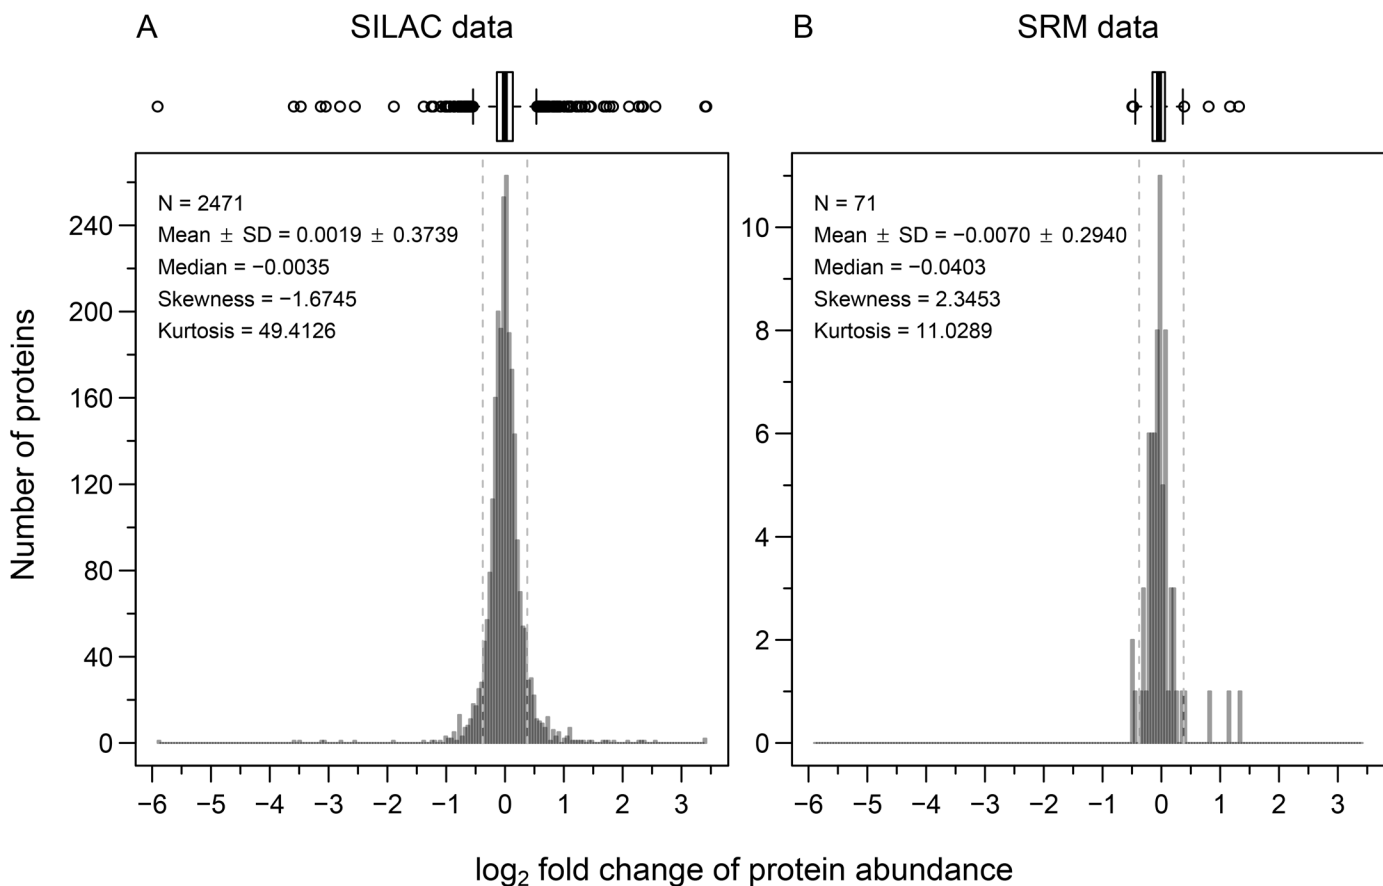 A SILAC data
B SRM data
N = 2471
Mean ± SD = 0.0019 ± 0.3739
Median = −0.0035
Skewness = −1.6745
Kurtosis = 49.4126
N = 71
Mean ± SD = −0.0070 ± 0.2940
Median = −0.0403
Skewness = 2.3453
Kurtosis = 11.0289
Number of proteins
240
200
160
120
80
40
0
10
8
6
4
2
0
−6 −5 −4 −3 −2 −1 0 1 2 3
−6 −5 −4 −3 −2 −1 0 1 2 3
log₂ fold change of protein abundance